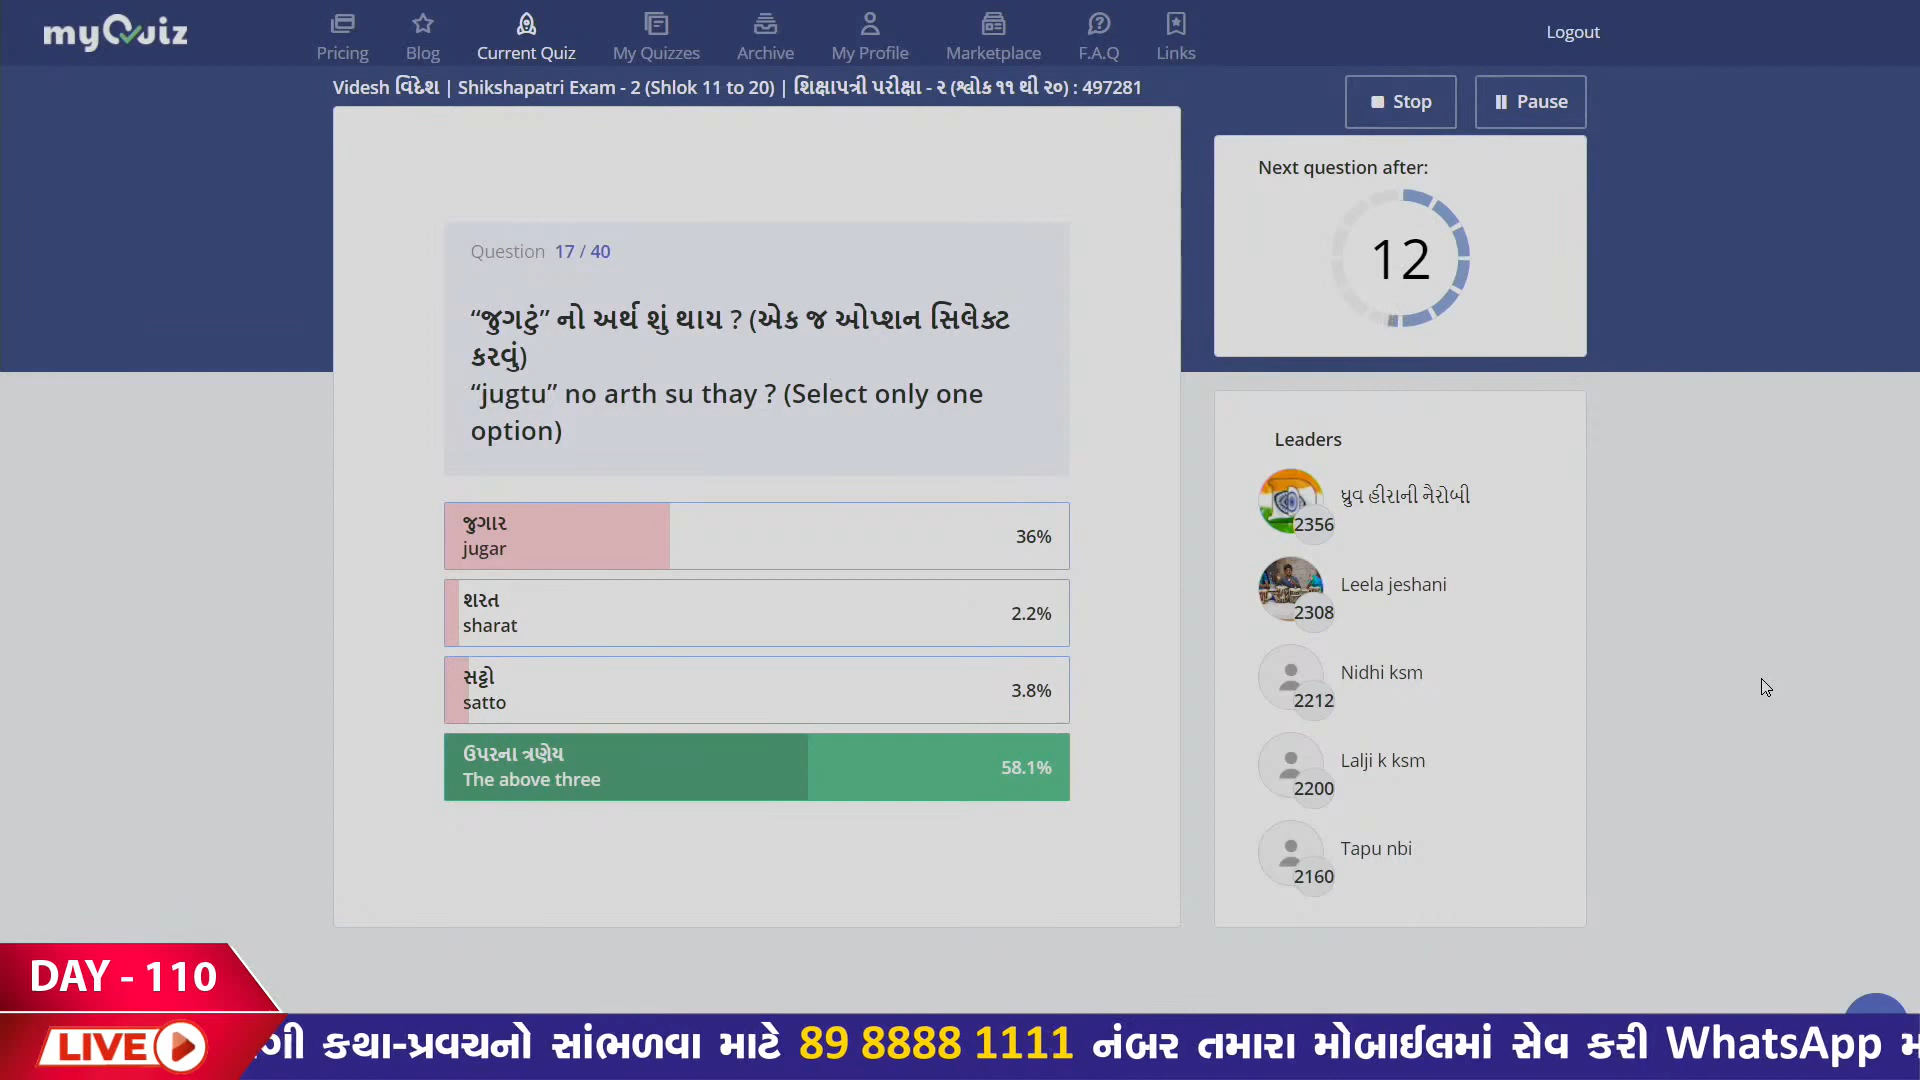 myQuiz
Pricing
Blog
Current Quiz
My Quizzes
Archive
My Profile
Marketplace
F.A.Q
Links
Logout
Videsh વિદેશ | Shikshapatri Exam - 2 (Shlok 11 to 20) | શિક્ષાપત્રી પરીક્ષા - ૨ (શ્લોક ૧૧ થી ૨૦) : 497281
Stop
Pause
Next question after:
12
Question 17 / 40
“જુગટું” નો અર્થ શું થાય ? (એક જ ઓપ્શન સિલેક્ટ
કરવું)
“jugtu” no arth su thay ? (Select only one
option)
જુગાર
jugar
36%
શરત
sharat
2.2%
સટ્ટો
satto
3.8%
ઉપરના ત્રણેય
The above three
58.1%
Leaders
ધ્રુવ હીરાની નૈરોબી
2356
Leela jeshani
2308
Nidhi ksm
2212
Lalji k ksm
2200
Tapu nbi
2160
DAY - 110
LIVE
કથા-પ્રવચનો સાંભળવા માટે 89 8888 1111 નંબર તમારા મોબાઈલમાં સેવ કરી WhatsApp